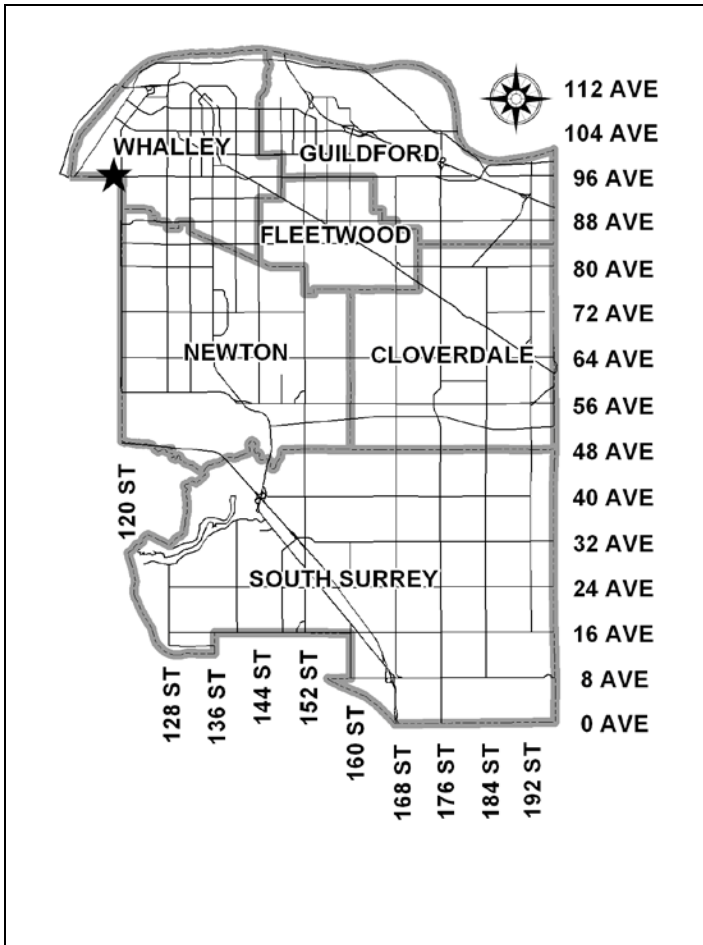 112 AVE
104 AVE
WHALLEY
GUILDFORD
96 AVE
88 AVE
FLEETWOOD
80 AVE
72 AVE
NEWTON
CLOVERDALE
64 AVE
56 AVE
48 AVE
120 ST
40 AVE
32 AVE
SOUTH SURREY
24 AVE
16 AVE
128 ST
136 ST
144 ST
152 ST
8 AVE
160 ST
0 AVE
168 ST
176 ST
184 ST
192 ST